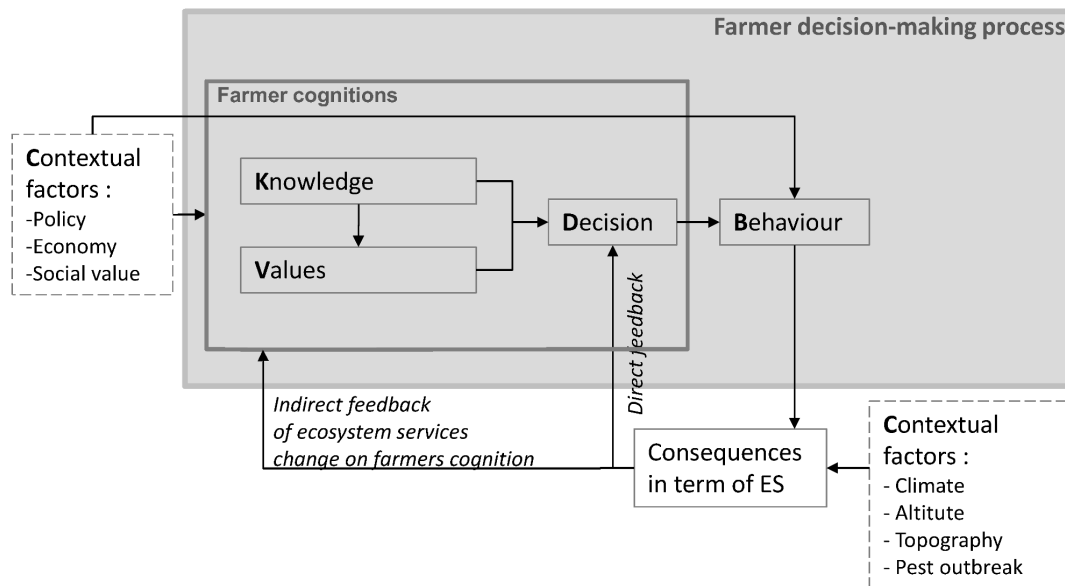 Farmer decision-making process
Farmer cognitions
Contextual
factors :
-Policy
-Economy
-Social value
Knowledge
Values
Decision
Behaviour
Direct feedback
Indirect feedback
of ecosystem services
change on farmers cognition
Consequences
in term of ES
Contextual
factors :
- Climate
- Altitute
- Topography
- Pest outbreak